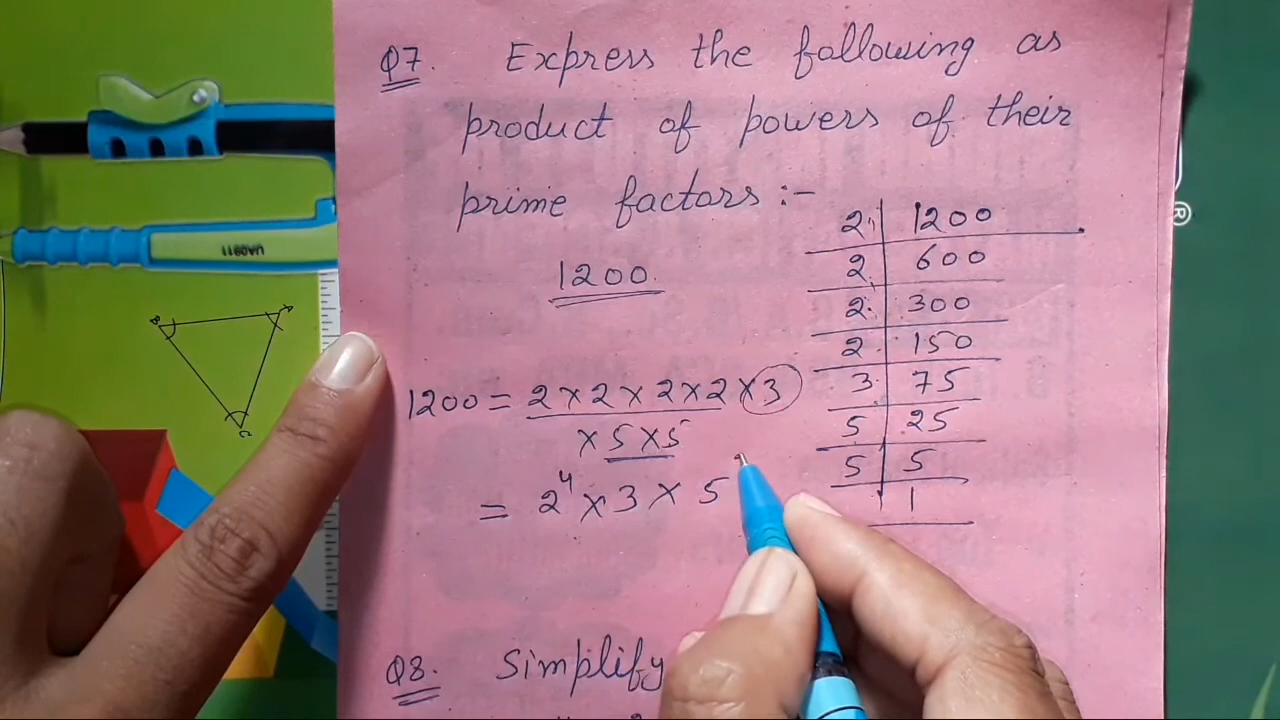 Q7. Express the following as
product of powers of their
prime factors :-
1200
2 | 1200
2 | 600
2 | 300
2 | 150
3 | 75
5 | 25
5 | 5
1
1200 = 2 × 2 × 2 × 2 × 3
× 5 × 5
= 2⁴ × 3 × 5
Q8. Simplify
UA0911
B A
C
®